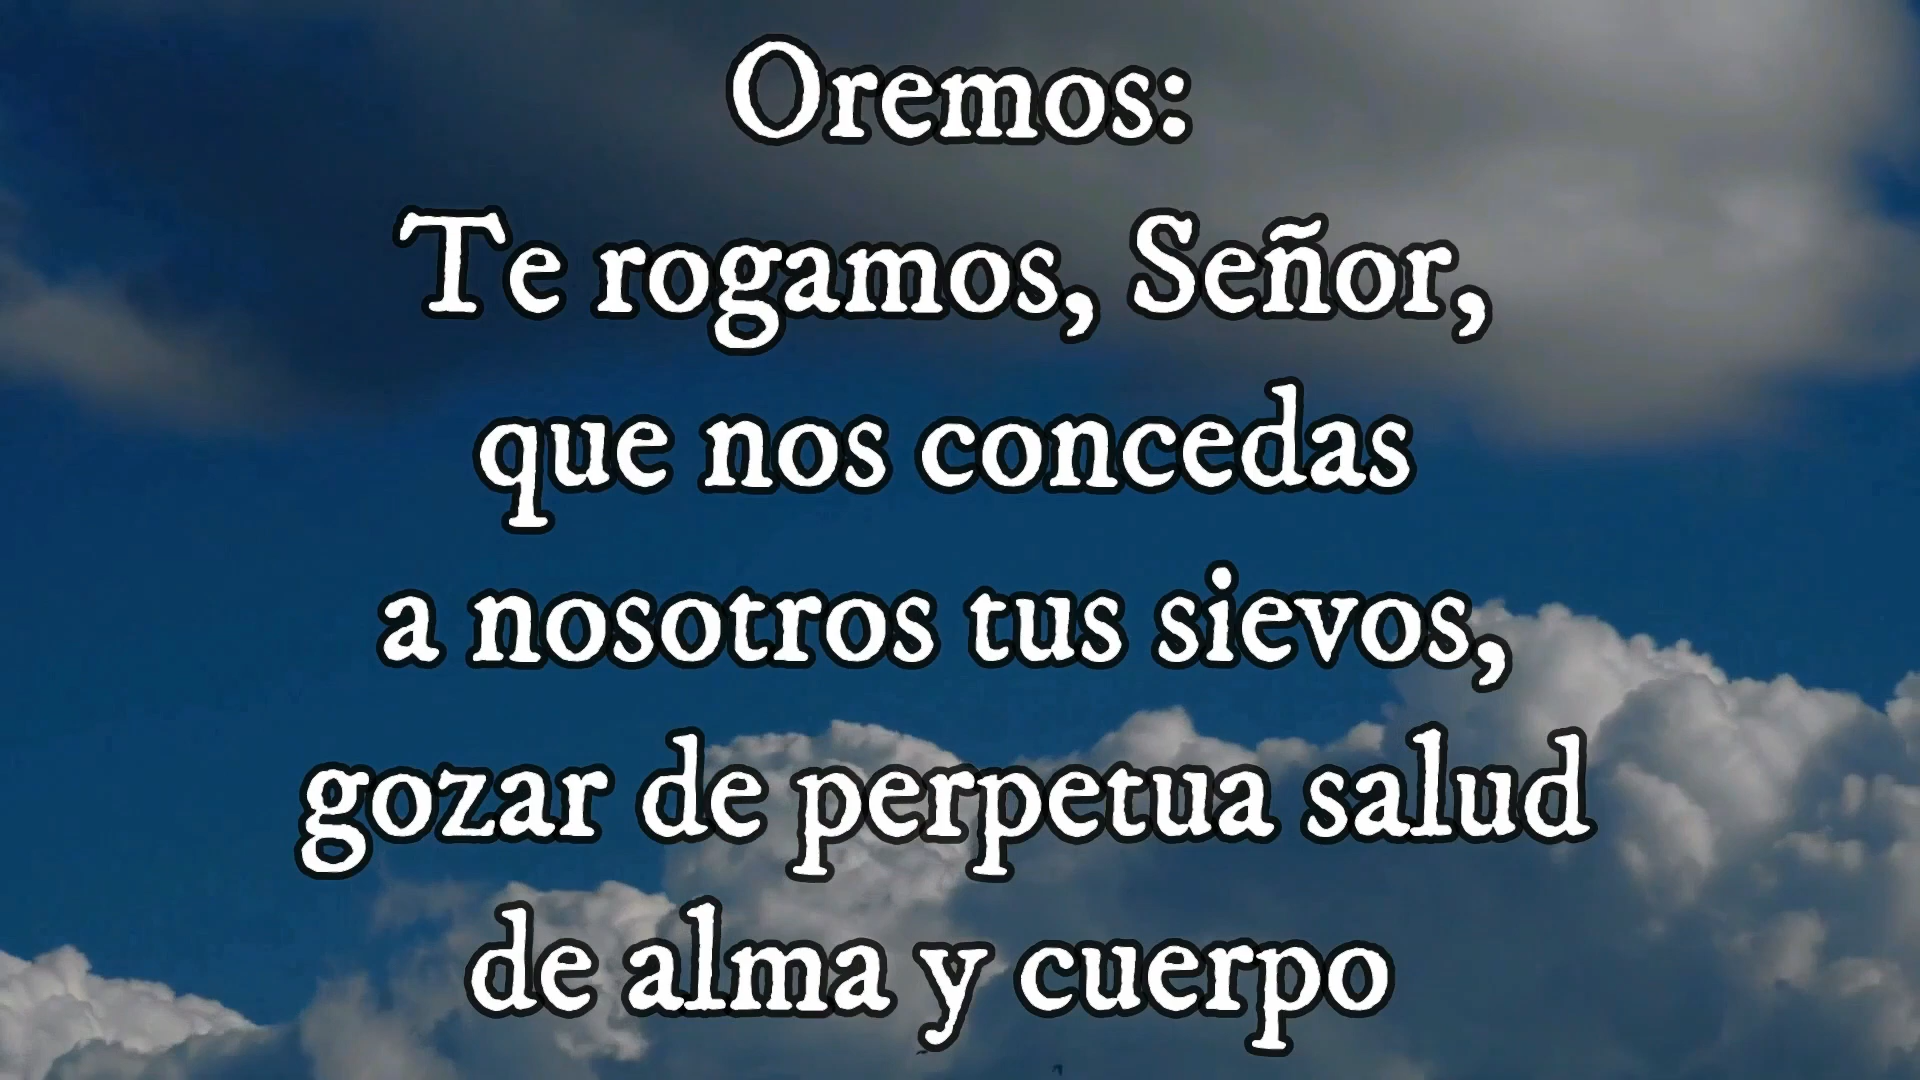 Oremos:
Te rogamos, Señor,
que nos concedas
a nosotros tus sievos,
gozar de perpetua salud
de alma y cuerpo